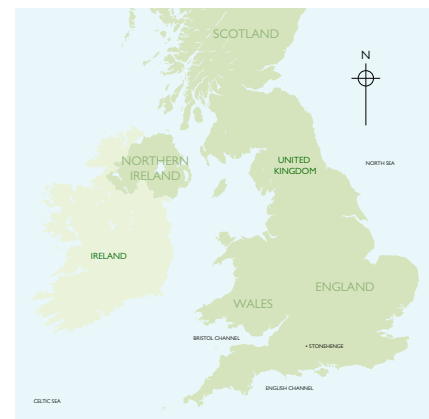 SCOTLAND
N
NORTHERN
IRELAND
UNITED
KINGDOM
NORTH SEA
IRELAND
WALES
ENGLAND
BRISTOL CHANNEL
• STONEHENGE
ENGLISH CHANNEL
CELTIC SEA